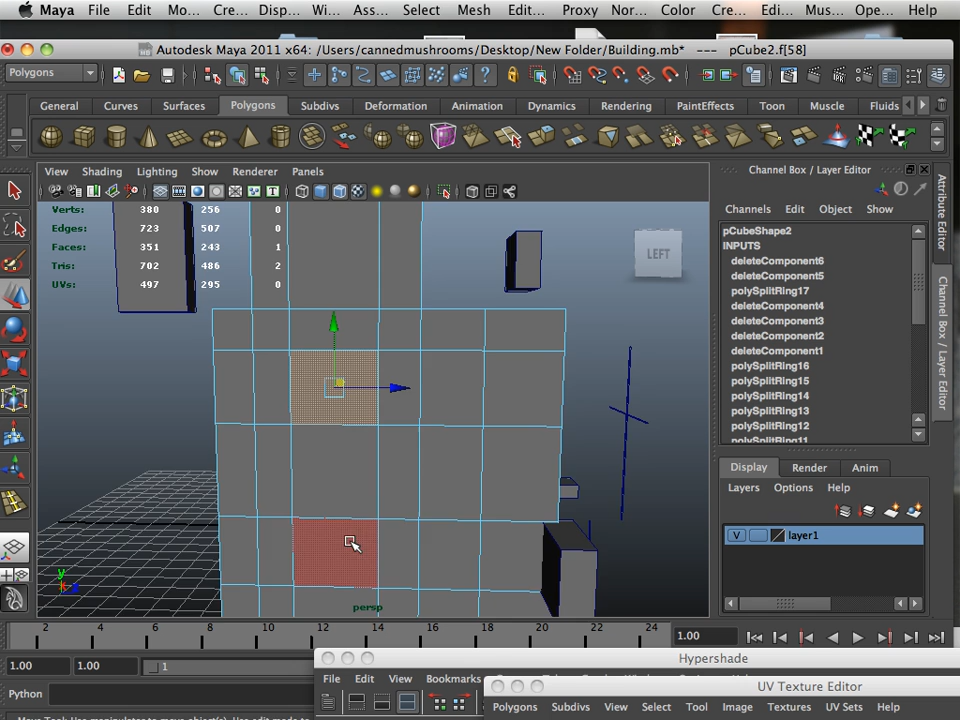 Maya File Edit Mo... Cre... Disp... Wi... Ass... Select Mesh Edit... Proxy Nor... Color Cre... Edi... Mus... Ope... Help
Autodesk Maya 2011 x64: /Users/cannedmushrooms/Desktop/New Folder/Building.mb* --- pCube2.f[58]
Polygons
General Curves Surfaces Polygons Subdivs Deformation Animation Dynamics Rendering PaintEffects Toon Muscle Fluids
View Shading Lighting Show Renderer Panels
Channel Box / Layer Editor
Channels Edit Object Show
Verts: 380 256 0
Edges: 723 507 0
Faces: 351 243 1
Tris: 702 486 2
UVs: 497 295 0
LEFT
pCubeShape2
INPUTS
deleteComponent6
deleteComponent5
polySplitRing17
deleteComponent4
deleteComponent3
deleteComponent2
deleteComponent1
polySplitRing16
polySplitRing15
polySplitRing14
polySplitRing13
polySplitRing12
polySplitRing11
Attribute Editor
Channel Box / Layer Editor
Display Render Anim
Layers Options Help
V layer1
y
persp
2 4 6 8 10 12 14 16 18 20 22 24
1.00
1.00 1.00 1
Python
Hypershade
File Edit View Bookmarks
UV Texture Editor
Polygons Subdivs View Select Tool Image Textures UV Sets Help